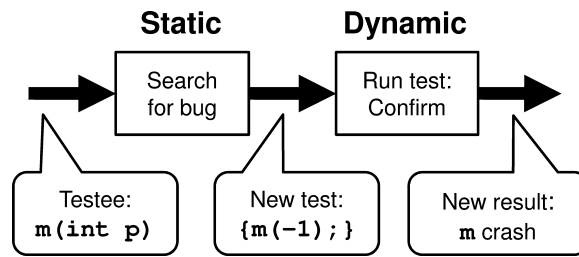 Static
Dynamic
Search
for bug
Run test:
Confirm
Testee:
m(int p)
New test:
{m(−1);}
New result:
m crash